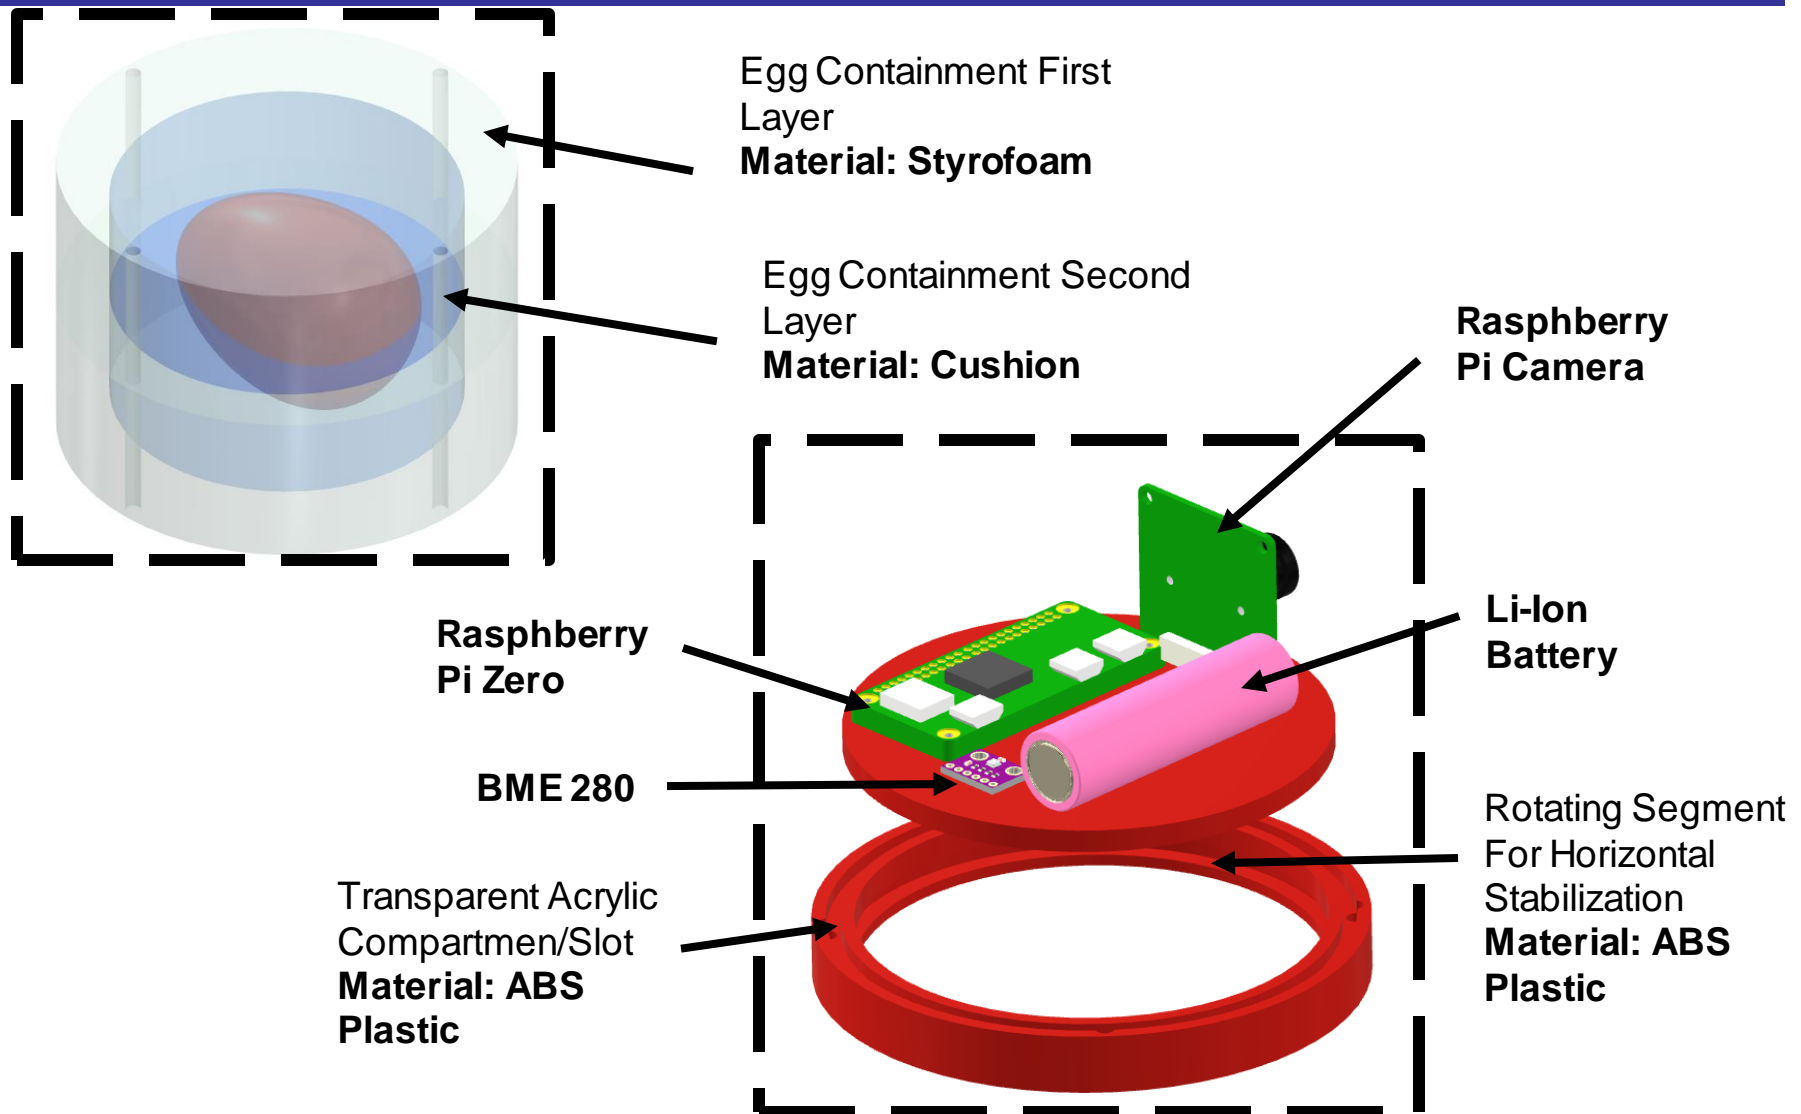 Egg Containment First
Layer
Material: Styrofoam
Egg Containment Second
Layer
Material: Cushion
Rasphberry
Pi Camera
Rasphberry
Pi Zero
Li-Ion
Battery
BME 280
Rotating Segment
For Horizontal
Stabilization
Material: ABS
Plastic
Transparent Acrylic
Compartmen/Slot
Material: ABS
Plastic